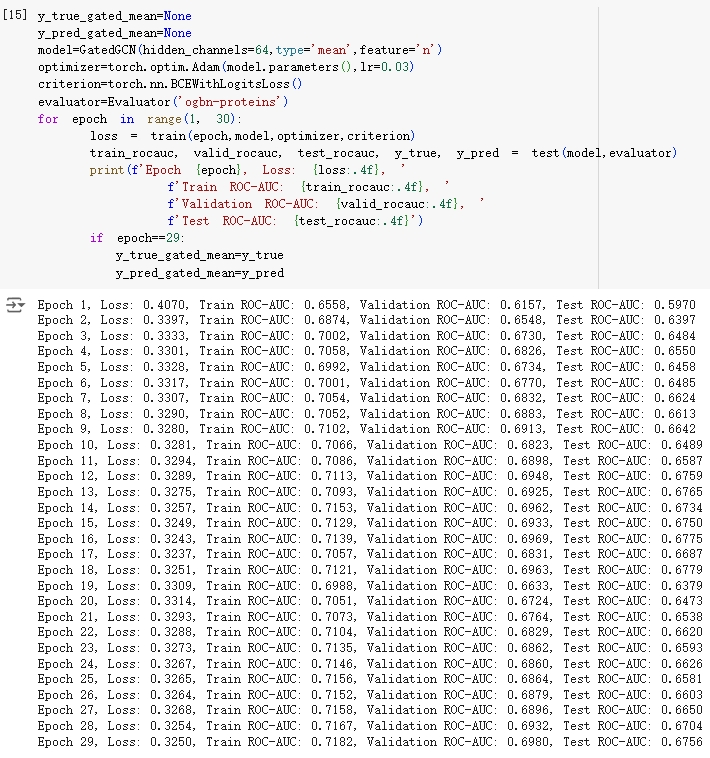 [15] y_true_gated_mean=None
y_pred_gated_mean=None
model=GatedGCN(hidden_channels=64,type='mean',feature='n')
optimizer=torch.optim.Adam(model.parameters(),lr=0.03)
criterion=torch.nn.BCEWithLogitsLoss()
evaluator=Evaluator('ogbn-proteins')
for epoch in range(1, 30):
loss = train(epoch,model,optimizer,criterion)
train_rocauc, valid_rocauc, test_rocauc, y_true, y_pred = test(model,evaluator)
print(f'Epoch {epoch}, Loss: {loss:.4f}, '
f'Train ROC-AUC: {train_rocauc:.4f}, '
f'Validation ROC-AUC: {valid_rocauc:.4f}, '
f'Test ROC-AUC: {test_rocauc:.4f}')
if epoch==29:
y_true_gated_mean=y_true
y_pred_gated_mean=y_pred
Epoch 1, Loss: 0.4070, Train ROC-AUC: 0.6558, Validation ROC-AUC: 0.6157, Test ROC-AUC: 0.5970
Epoch 2, Loss: 0.3397, Train ROC-AUC: 0.6874, Validation ROC-AUC: 0.6548, Test ROC-AUC: 0.6397
Epoch 3, Loss: 0.3333, Train ROC-AUC: 0.7002, Validation ROC-AUC: 0.6730, Test ROC-AUC: 0.6484
Epoch 4, Loss: 0.3301, Train ROC-AUC: 0.7058, Validation ROC-AUC: 0.6826, Test ROC-AUC: 0.6550
Epoch 5, Loss: 0.3328, Train ROC-AUC: 0.6992, Validation ROC-AUC: 0.6734, Test ROC-AUC: 0.6458
Epoch 6, Loss: 0.3317, Train ROC-AUC: 0.7001, Validation ROC-AUC: 0.6770, Test ROC-AUC: 0.6485
Epoch 7, Loss: 0.3307, Train ROC-AUC: 0.7054, Validation ROC-AUC: 0.6832, Test ROC-AUC: 0.6624
Epoch 8, Loss: 0.3290, Train ROC-AUC: 0.7052, Validation ROC-AUC: 0.6883, Test ROC-AUC: 0.6613
Epoch 9, Loss: 0.3280, Train ROC-AUC: 0.7102, Validation ROC-AUC: 0.6913, Test ROC-AUC: 0.6642
Epoch 10, Loss: 0.3281, Train ROC-AUC: 0.7066, Validation ROC-AUC: 0.6823, Test ROC-AUC: 0.6489
Epoch 11, Loss: 0.3294, Train ROC-AUC: 0.7086, Validation ROC-AUC: 0.6898, Test ROC-AUC: 0.6587
Epoch 12, Loss: 0.3289, Train ROC-AUC: 0.7113, Validation ROC-AUC: 0.6948, Test ROC-AUC: 0.6759
Epoch 13, Loss: 0.3275, Train ROC-AUC: 0.7093, Validation ROC-AUC: 0.6925, Test ROC-AUC: 0.6765
Epoch 14, Loss: 0.3257, Train ROC-AUC: 0.7153, Validation ROC-AUC: 0.6962, Test ROC-AUC: 0.6734
Epoch 15, Loss: 0.3249, Train ROC-AUC: 0.7129, Validation ROC-AUC: 0.6933, Test ROC-AUC: 0.6750
Epoch 16, Loss: 0.3243, Train ROC-AUC: 0.7139, Validation ROC-AUC: 0.6969, Test ROC-AUC: 0.6775
Epoch 17, Loss: 0.3237, Train ROC-AUC: 0.7057, Validation ROC-AUC: 0.6831, Test ROC-AUC: 0.6687
Epoch 18, Loss: 0.3251, Train ROC-AUC: 0.7121, Validation ROC-AUC: 0.6963, Test ROC-AUC: 0.6779
Epoch 19, Loss: 0.3309, Train ROC-AUC: 0.6988, Validation ROC-AUC: 0.6633, Test ROC-AUC: 0.6379
Epoch 20, Loss: 0.3314, Train ROC-AUC: 0.7051, Validation ROC-AUC: 0.6724, Test ROC-AUC: 0.6473
Epoch 21, Loss: 0.3293, Train ROC-AUC: 0.7073, Validation ROC-AUC: 0.6764, Test ROC-AUC: 0.6538
Epoch 22, Loss: 0.3288, Train ROC-AUC: 0.7104, Validation ROC-AUC: 0.6829, Test ROC-AUC: 0.6620
Epoch 23, Loss: 0.3273, Train ROC-AUC: 0.7135, Validation ROC-AUC: 0.6862, Test ROC-AUC: 0.6593
Epoch 24, Loss: 0.3267, Train ROC-AUC: 0.7146, Validation ROC-AUC: 0.6860, Test ROC-AUC: 0.6626
Epoch 25, Loss: 0.3265, Train ROC-AUC: 0.7156, Validation ROC-AUC: 0.6864, Test ROC-AUC: 0.6581
Epoch 26, Loss: 0.3264, Train ROC-AUC: 0.7152, Validation ROC-AUC: 0.6879, Test ROC-AUC: 0.6603
Epoch 27, Loss: 0.3268, Train ROC-AUC: 0.7158, Validation ROC-AUC: 0.6896, Test ROC-AUC: 0.6650
Epoch 28, Loss: 0.3254, Train ROC-AUC: 0.7167, Validation ROC-AUC: 0.6932, Test ROC-AUC: 0.6704
Epoch 29, Loss: 0.3250, Train ROC-AUC: 0.7182, Validation ROC-AUC: 0.6980, Test ROC-AUC: 0.6756